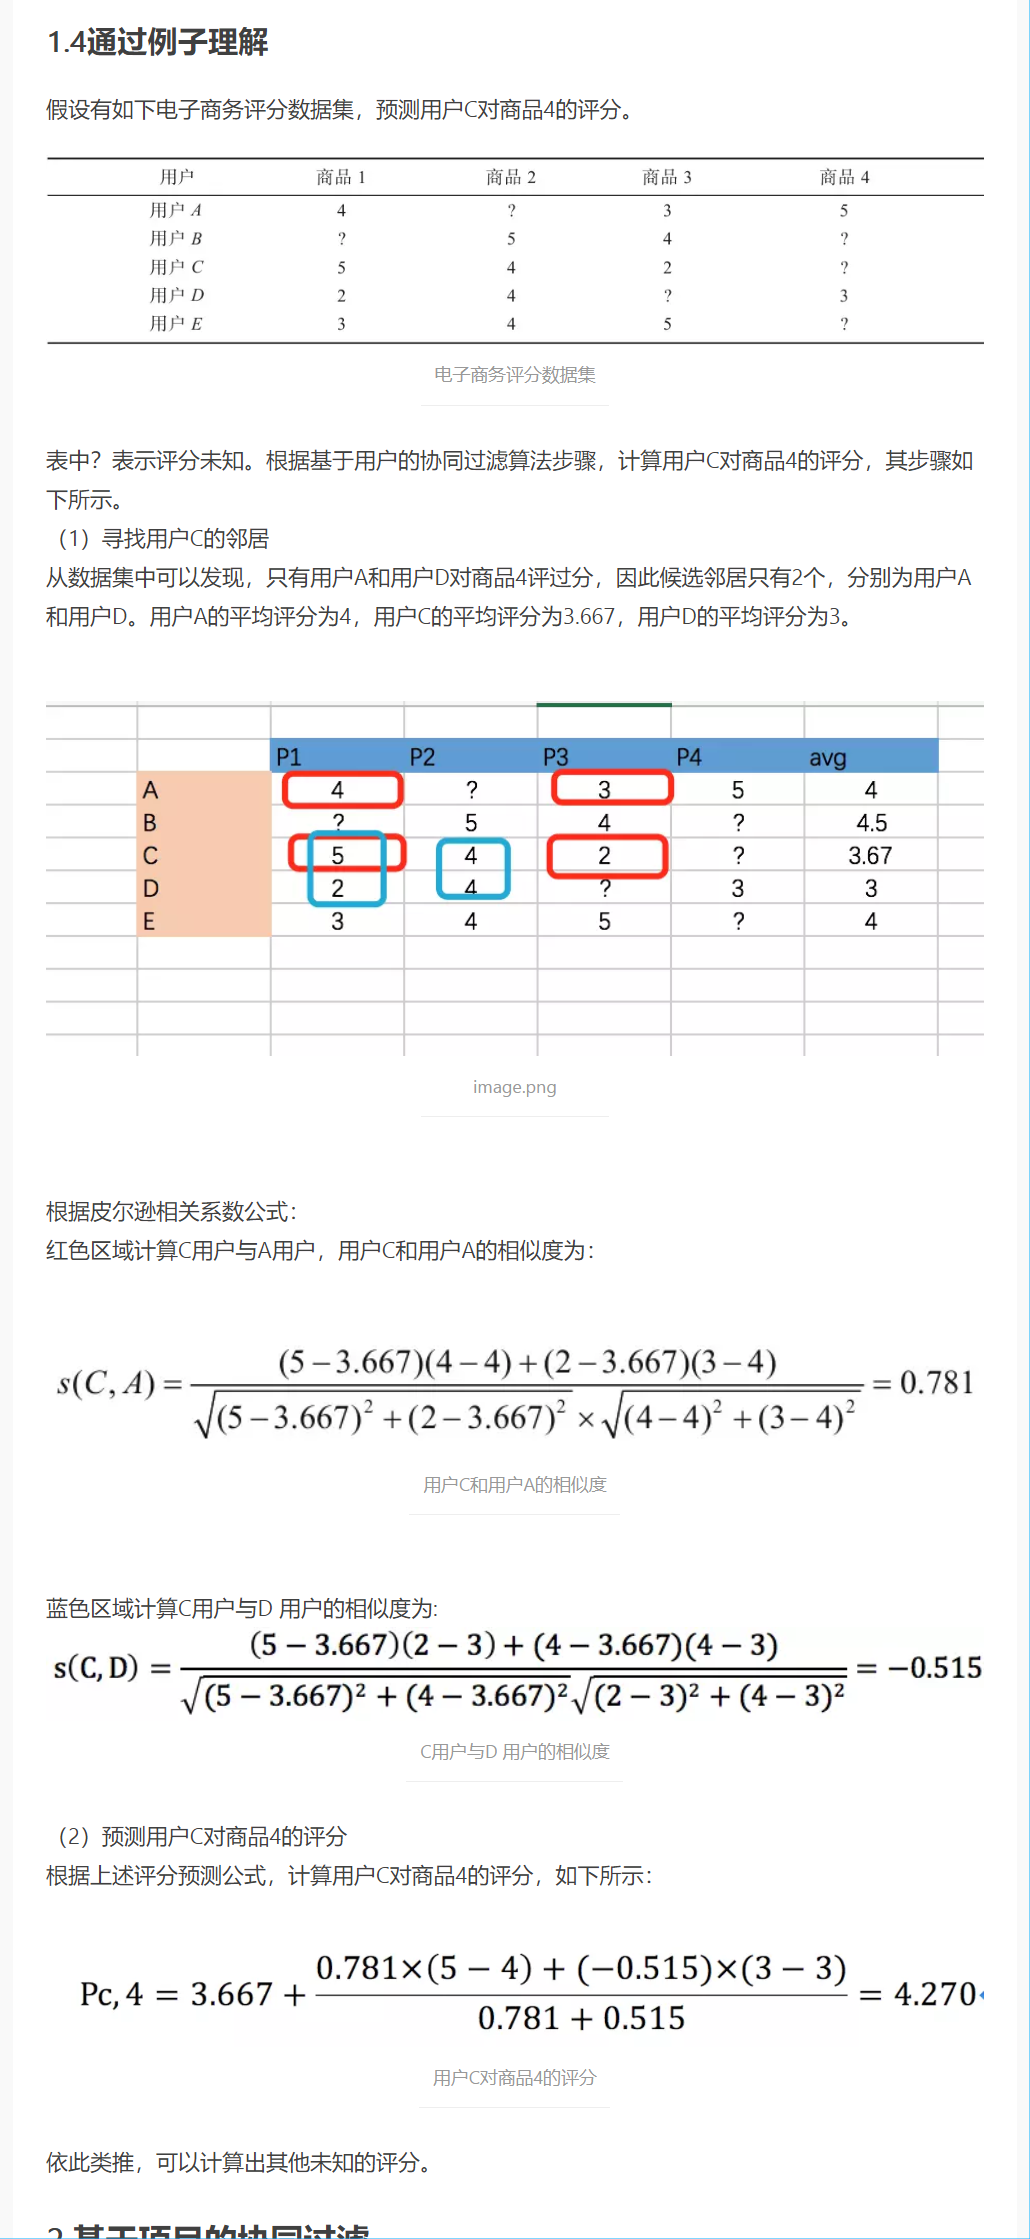 1.4通过例子理解
假设有如下电子商务评分数据集，预测用户C对商品4的评分。
用户 商品 1 商品 2 商品 3 商品 4
用户 A 4 ? 3 5
用户 B ? 5 4 ?
用户 C 5 4 2 ?
用户 D 2 4 ? 3
用户 E 3 4 5 ?
电子商务评分数据集
表中？表示评分未知。根据基于用户的协同过滤算法步骤，计算用户C对商品4的评分，其步骤如
下所示。
（1）寻找用户C的邻居
从数据集中可以发现，只有用户A和用户D对商品4评过分，因此候选邻居只有2个，分别为用户A
和用户D。用户A的平均评分为4，用户C的平均评分为3.667，用户D的平均评分为3。
P1 P2 P3 P4 avg
A 4 ? 3 5 4
B ? 5 4 ? 4.5
C 5 4 2 ? 3.67
D 2 4 ? 3 3
E 3 4 5 ? 4
image.png
根据皮尔逊相关系数公式：
红色区域计算C用户与A用户，用户C和用户A的相似度为：
(5−3.667)(4−4)+(2−3.667)(3−4)
s(C, A) = = 0.781
√(5−3.667)²+(2−3.667)² ×√(4−4)²+(3−4)²
用户C和用户A的相似度
蓝色区域计算C用户与D 用户的相似度为:
(5 − 3.667)(2 − 3) + (4 − 3.667)(4 − 3)
s(C, D) = = −0.515
√(5 − 3.667)² + (4 − 3.667)²√(2 − 3)² + (4 − 3)²
C用户与D 用户的相似度
（2）预测用户C对商品4的评分
根据上述评分预测公式，计算用户C对商品4的评分，如下所示：
0.781×(5 − 4) + (−0.515)×(3 − 3)
Pc, 4 = 3.667 + = 4.270
0.781 + 0.515
用户C对商品4的评分
依此类推，可以计算出其他未知的评分。
2.基于项目的协同过滤